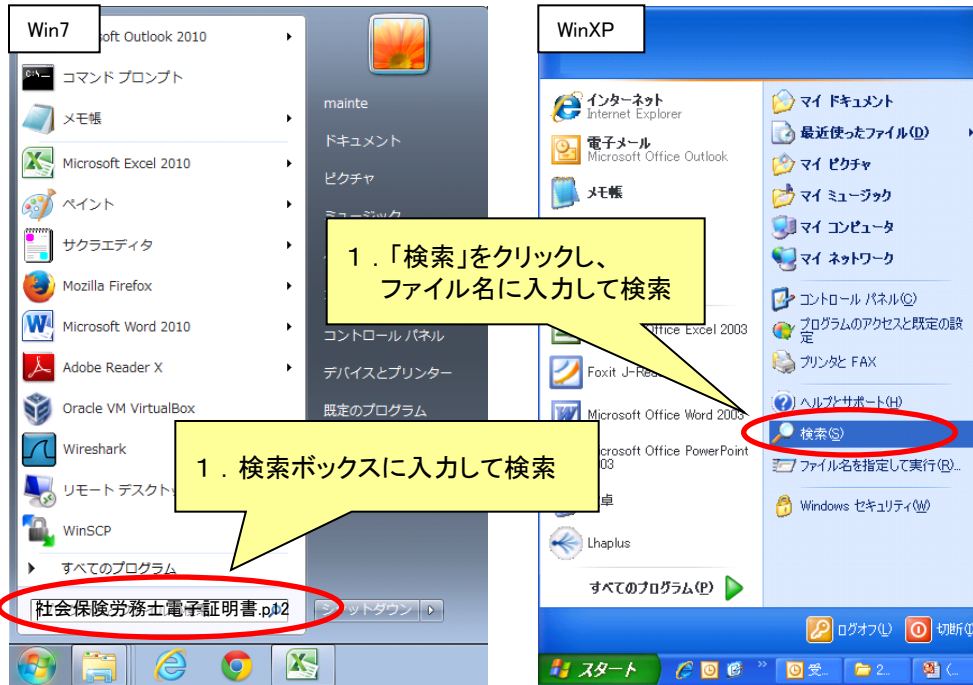 Win7
soft Outlook 2010
コマンド プロンプト
メモ帳
Microsoft Excel 2010
ペイント
サクラエディタ
Mozilla Firefox
Microsoft Word 2010
Adobe Reader X
Oracle VM VirtualBox
Wireshark
リモート デスクト
WinSCP
すべてのプログラム
社会保険労務士電子証明書.p12
mainte
ドキュメント
ピクチャ
ミュージック
コントロール パネル
デバイスとプリンター
既定のプログラム
シャットダウン
1.検索ボックスに入力して検索
1.「検索」をクリックし、
ファイル名に入力して検索
WinXP
インターネット
Internet Explorer
電子メール
Microsoft Office Outlook
メモ帳
Office Excel 2003
Foxit J-Rea
Microsoft Office Word 2003
crosoft Office PowerPoint
03
卓
Lhaplus
すべてのプログラム(P)
マイ ドキュメント
最近使ったファイル(D)
マイ ピクチャ
マイ ミュージック
マイ コンピュータ
マイ ネットワーク
コントロール パネル(C)
プログラムのアクセスと既定の設
定
プリンタと FAX
ヘルプとサポート(H)
検索(S)
ファイル名を指定して実行(R)...
Windows セキュリティ(W)
ログオフ(L)
切断(D
スタート
受...
2...
(...